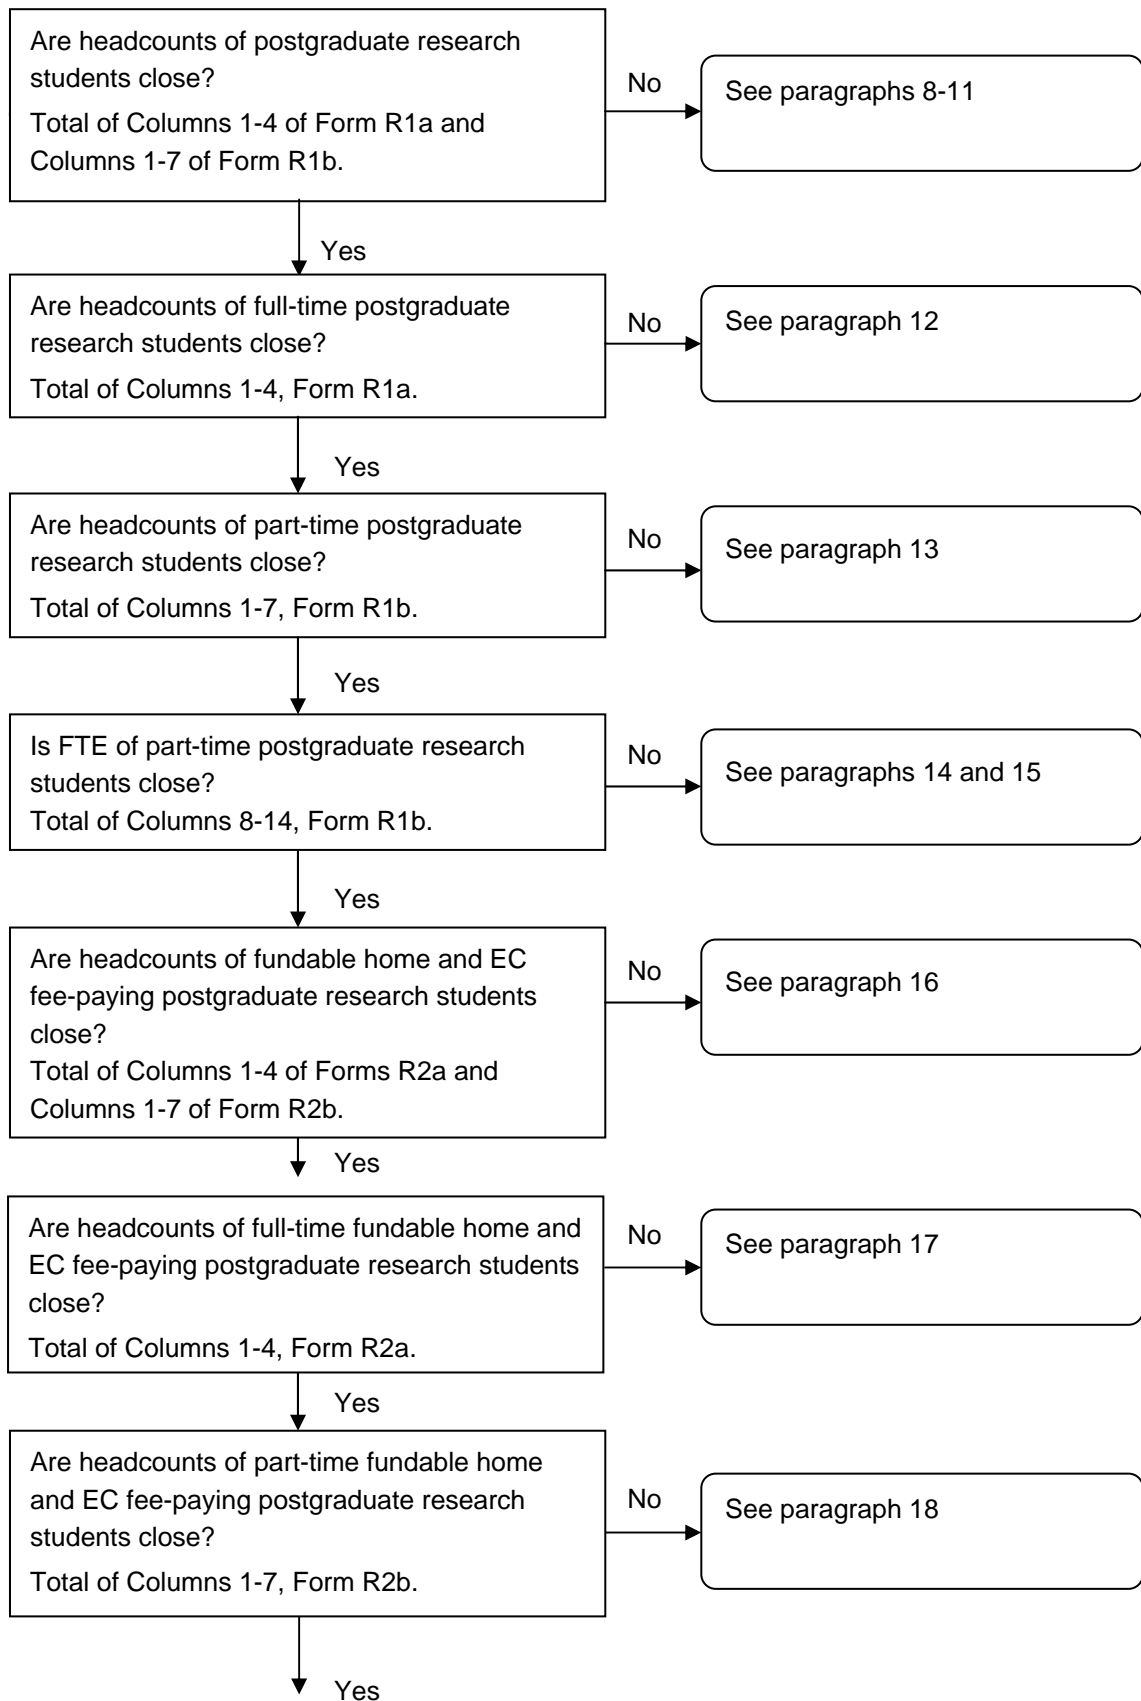 Are headcounts of postgraduate research
students close?
Total of Columns 1-4 of Form R1a and
Columns 1-7 of Form R1b.
No
See paragraphs 8-11
Yes
Are headcounts of full-time postgraduate
research students close?
Total of Columns 1-4, Form R1a.
No
See paragraph 12
Yes
Are headcounts of part-time postgraduate
research students close?
Total of Columns 1-7, Form R1b.
No
See paragraph 13
Yes
Is FTE of part-time postgraduate research
students close?
Total of Columns 8-14, Form R1b.
No
See paragraphs 14 and 15
Yes
Are headcounts of fundable home and EC
fee-paying postgraduate research students
close?
Total of Columns 1-4 of Forms R2a and
Columns 1-7 of Form R2b.
No
See paragraph 16
Yes
Are headcounts of full-time fundable home and
EC fee-paying postgraduate research students
close?
Total of Columns 1-4, Form R2a.
No
See paragraph 17
Yes
Are headcounts of part-time fundable home
and EC fee-paying postgraduate research
students close?
Total of Columns 1-7, Form R2b.
No
See paragraph 18
Yes